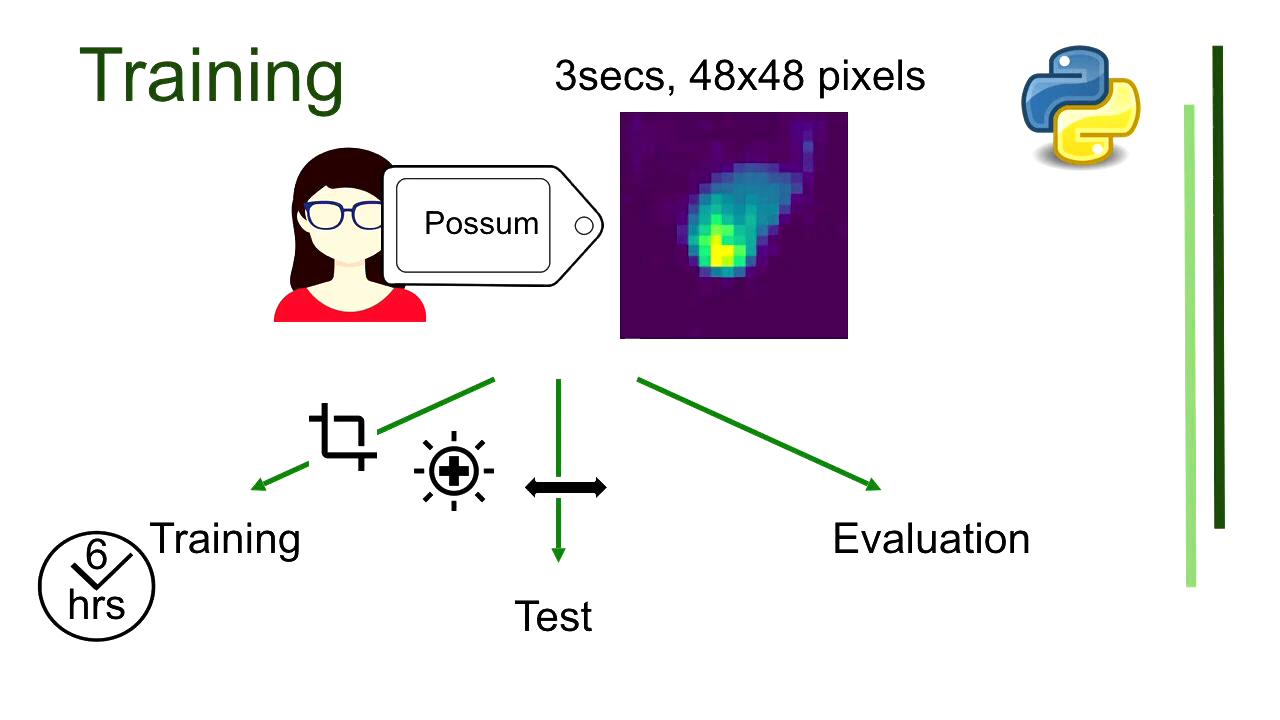 Training
3secs, 48x48 pixels
Possum
Training
Evaluation
6
hrs
Test